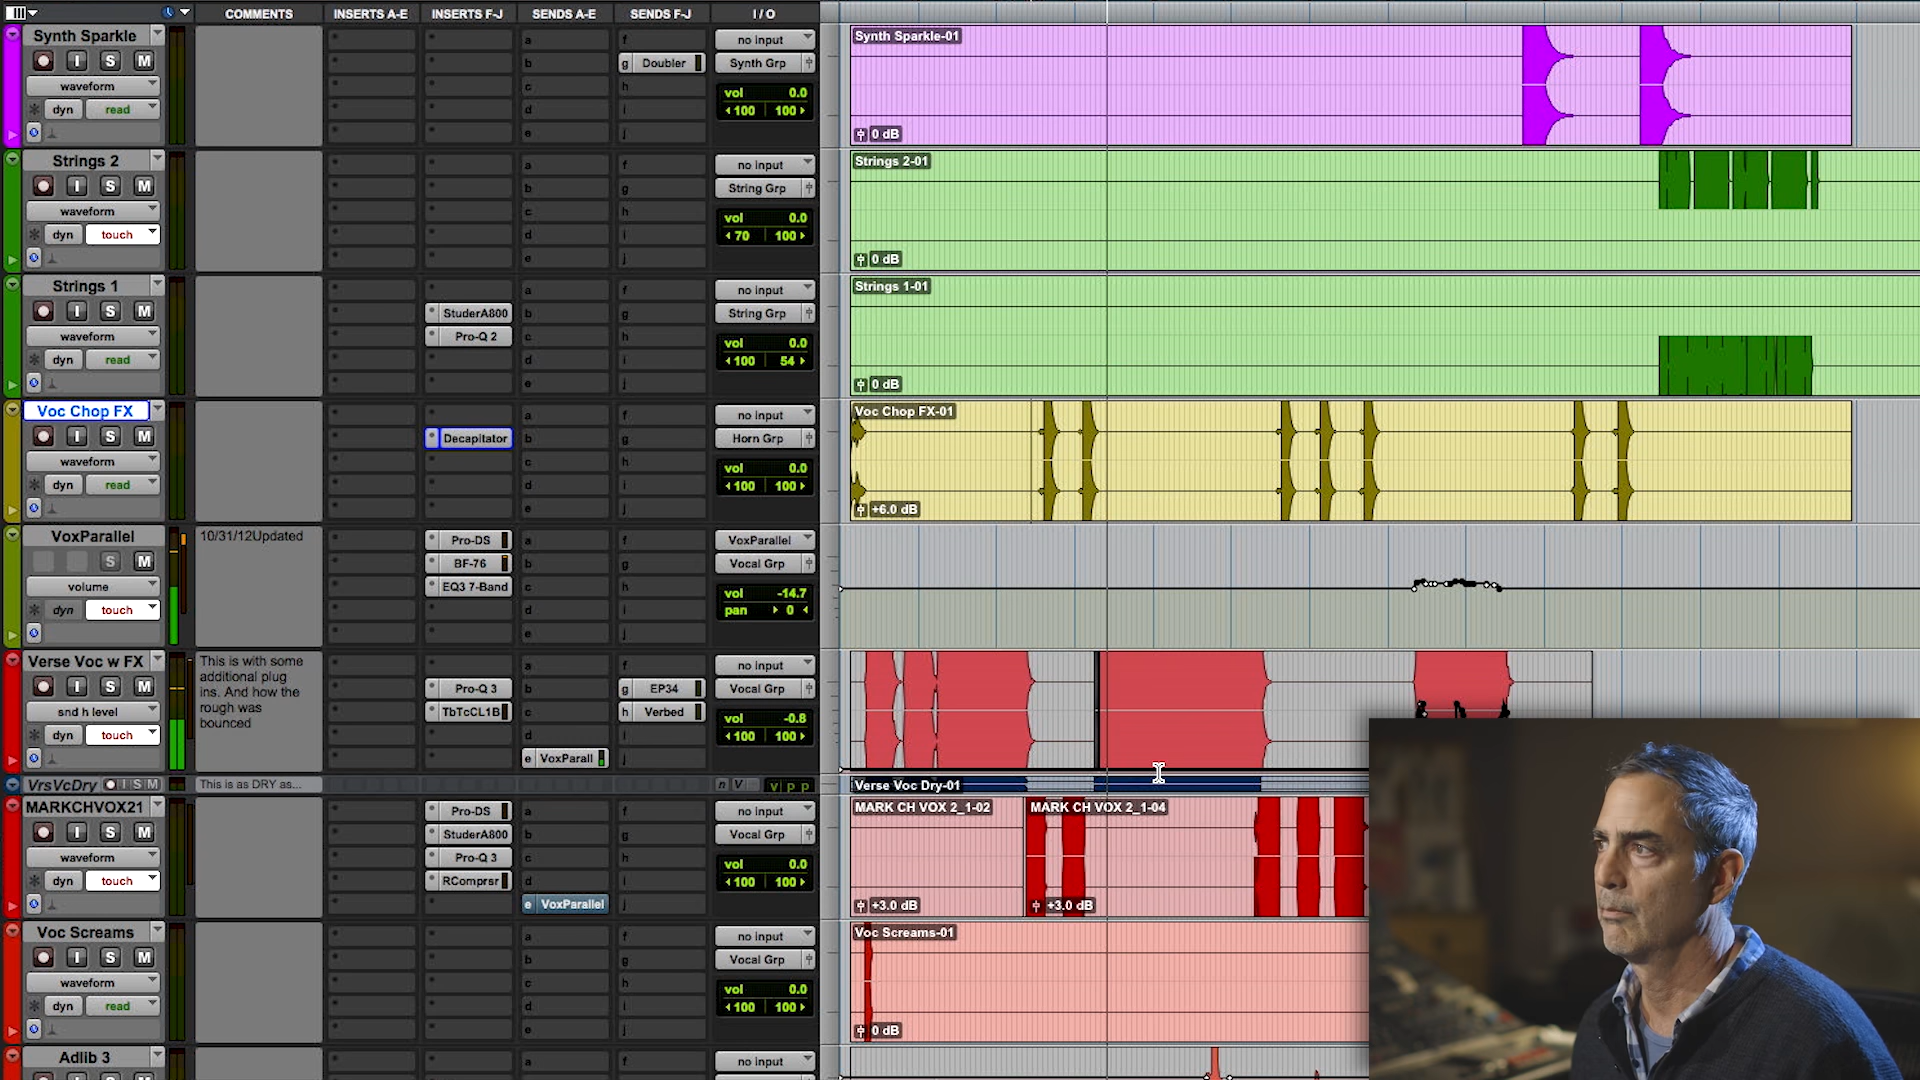 COMMENTS INSERTS A-E INSERTS F-J SENDS A-E SENDS F-J I / O
Synth Sparkle a f no input Synth Sparkle-01
I S M b g Doubler Synth Grp
waveform c h vol 0.0
dyn read d i 100 100
e j 0 dB
Strings 2 a f no input Strings 2-01
I S M b g String Grp
waveform c h vol 0.0
dyn touch d i 70 100
e j 0 dB
Strings 1 a f no input Strings 1-01
I S M StuderA800 b g String Grp
waveform Pro-Q 2 c h vol 0.0
dyn read d i 100 54
e j 0 dB
Voc Chop FX a f no input Voc Chop FX-01
I S M Decapitator b g Horn Grp
waveform c h vol 0.0
dyn read d i 100 100
e j +6.0 dB
VoxParallel 10/31/12Updated Pro-DS a f VoxParallel
S M BF-76 b g Vocal Grp
volume EQ3 7-Band c h vol -14.7
dyn touch d i pan 0
e j
Verse Voc w FX This is with some a f no input
additional plug
I S M ins. And how the Pro-Q 3 b g EP34 Vocal Grp
rough was
snd h level bounced TbTcCL1B c h Verbed vol -0.8
dyn touch d i 100 100
e VoxParall j
VrsVcDry I S M This is as DRY as... n V v p p Verse Voc Dry-01
MARKCHVOX21 Pro-DS a f no input MARK CH VOX 2_1-02 MARK CH VOX 2_1-04
I S M StuderA800 b g Vocal Grp
waveform Pro-Q 3 c h vol 0.0
dyn touch RComprsr d i 100 100
e VoxParallel j +3.0 dB +3.0 dB
Voc Screams a f no input Voc Screams-01
I S M b g Vocal Grp
waveform c h vol 0.0
dyn read d i 100 100
e j 0 dB
Adlib 3 a f no input